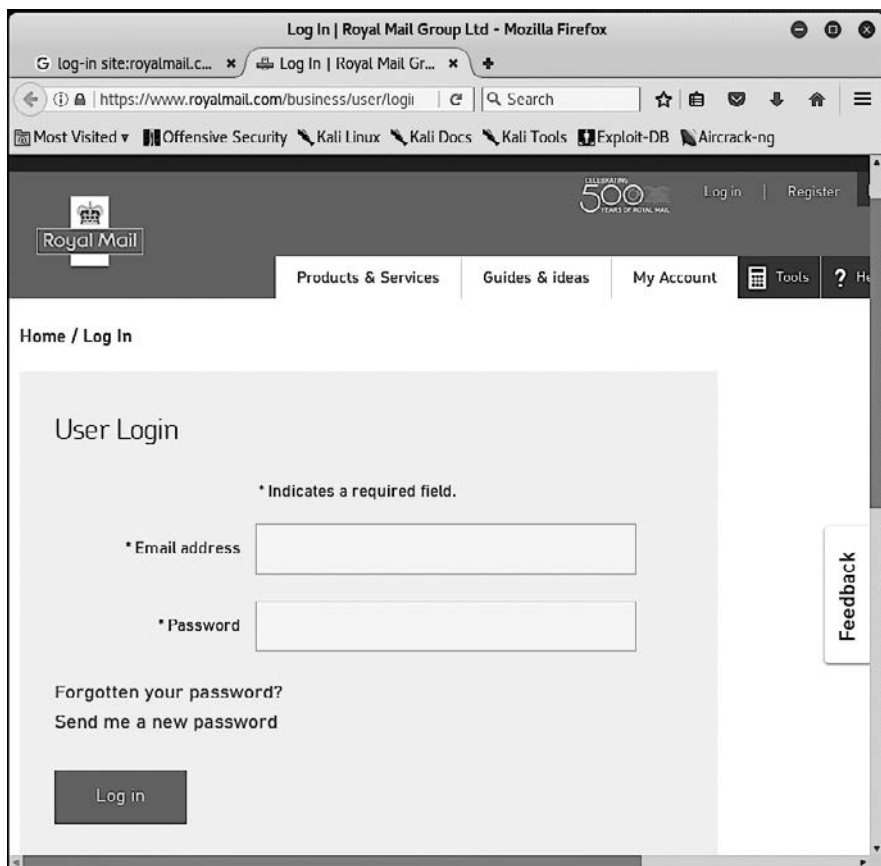 Log In | Royal Mail Group Ltd - Mozilla Firefox
G log-in site:royalmail.c... × Log In | Royal Mail Gr... ×
https://www.royalmail.com/business/user/logi Search
Most Visited Offensive Security Kali Linux Kali Docs Kali Tools Exploit-DB Aircrack-ng
CELEBRATING
500
YEARS OF ROYAL MAIL
Log in | Register
Royal Mail
Products & Services Guides & ideas My Account Tools ? He
Home / Log In
User Login
* Indicates a required field.
* Email address
* Password
Feedback
Forgotten your password?
Send me a new password
Log in